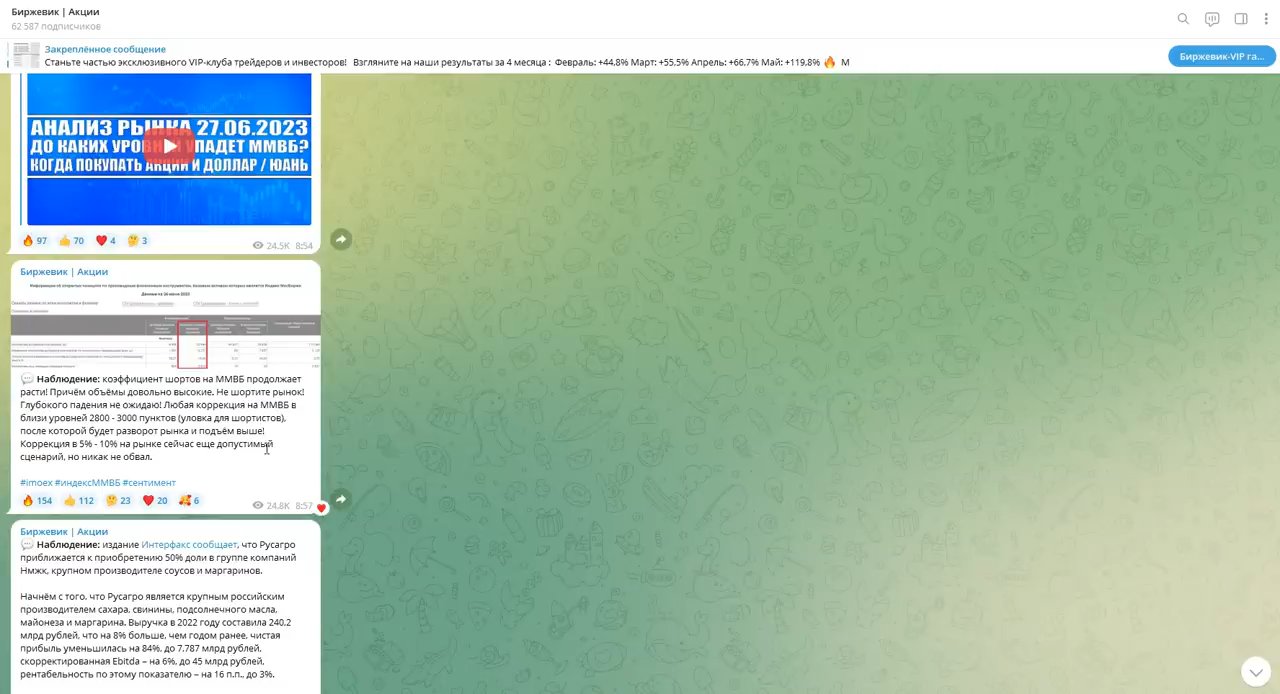 Биржевик | Акции
62 587 подписчиков
Закреплённое сообщение
Станьте частью эксклюзивного VIP-клуба трейдеров и инвесторов! Взгляните на наши результаты за 4 месяца : Февраль: +44,8% Март: +55,5% Апрель: +66,7% Май: +119,8% 🔥 М
Биржевик-VIP га...
АНАЛИЗ РЫНКА 27.06.2023
ДО КАКИХ УРОВНЕЙ УПАДЕТ ММВБ?
КОГДА ПОКУПАТЬ АКЦИИ И ДОЛЛАР / ЮАНЬ
🔥 97 👍 70 ❤️ 4 🤔 3 24,5K 8:54
Биржевик | Акции
💬 Наблюдение: коэффициент шортов на ММВБ продолжает
расти! Причём объёмы довольно высокие. Не шортите рынок!
Глубокого падения не ожидаю! Любая коррекция на ММВБ в
близи уровней 2800 - 3000 пунктов (уловка для шортистов),
после которой будет разворот рынка и подъём выше!
Коррекция в 5% - 10% на рынке сейчас еще допустимый
сценарий, но никак не обвал.
#imoex #индексММВБ #сентимент
🔥 154 👍 112 🤔 23 ❤️ 20 🥰 6 24,8K 8:57
Биржевик | Акции
💬 Наблюдение: издание Интерфакс сообщает, что Русагро
приближается к приобретению 50% доли в группе компаний
Нмжк, крупном производителе соусов и маргаринов.
Начнём с того, что Русагро является крупным российским
производителем сахара, свинины, подсолнечного масла,
майонеза и маргарина. Выручка в 2022 году составила 240,2
млрд рублей, что на 8% больше, чем годом ранее, чистая
прибыль уменьшилась на 84%, до 7,787 млрд рублей,
скорректированная Ebitda – на 6%, до 45 млрд рублей,
рентабельность по этому показателю – на 16 п.п., до 3%.